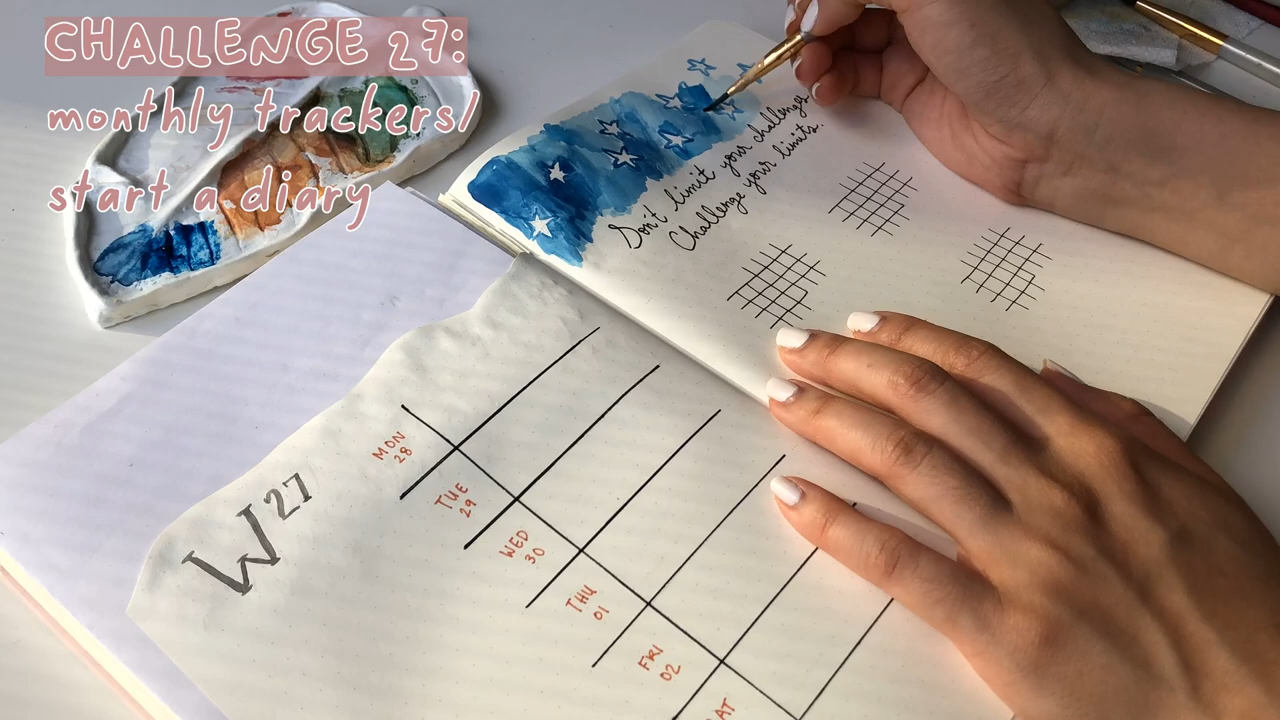 CHALLENGE 27:
monthly trackers/
start a diary
Don't limit your challenges
Challenge your limits.
W27
MON
28
TUE
29
WED
30
THU
01
FRI
02